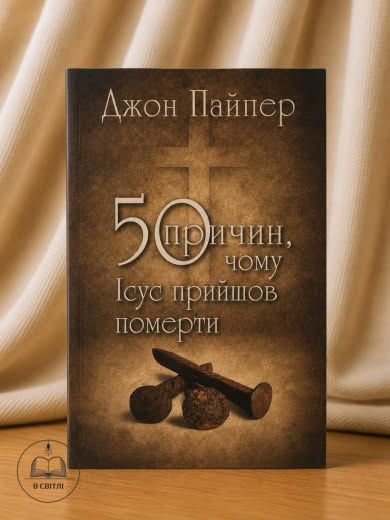 Джон Пайпер
50 причин,
чому
Ісус прийшов
померти
В СВІТЛІ